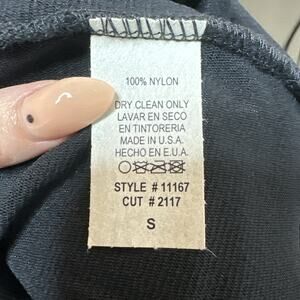 100% NYLON
DRY CLEAN ONLY
LAVAR EN SECO
EN TINTORERIA
MADE IN U.S.A.
HECHO EN E.U.A.
STYLE # 11167
CUT # 2117
S